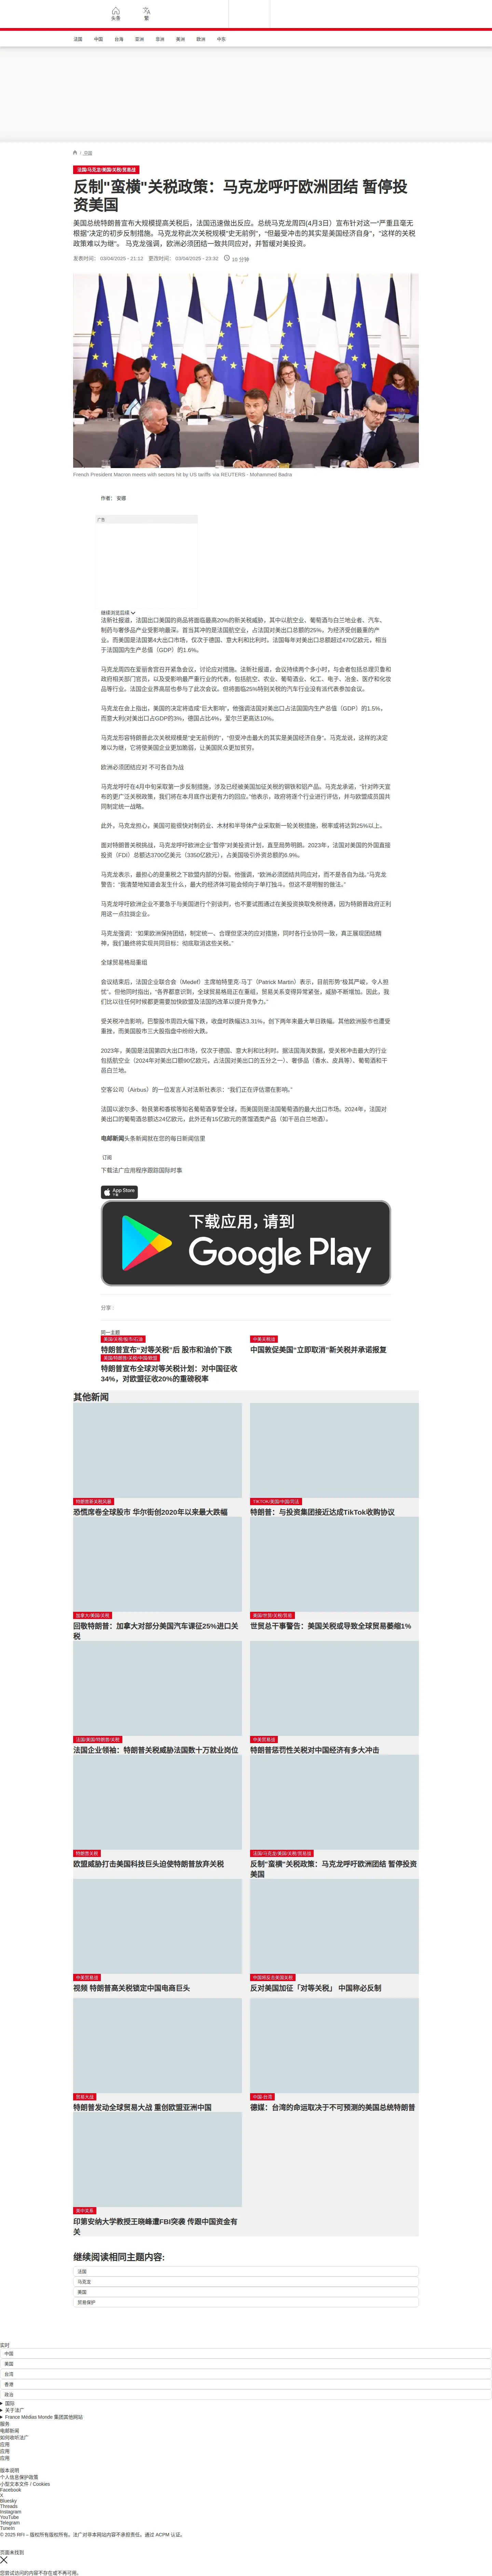 头条
繁
法国
中国
台海
亚洲
非洲
美洲
欧洲
中东
/ 法国
法国/马克龙/美国/关税/贸易战
反制"蛮横"关税政策：马克龙呼吁欧洲团结 暂停投
资美国
美国总统特朗普宣布大规模提高关税后，法国迅速做出反应。总统马克龙周四(4月3日）宣布针对这一“严重且毫无
根据”决定的初步反制措施。马克龙称此次关税规模“史无前例”，“但最受冲击的其实是美国经济自身”，“这样的关税
政策难以为继”。 马克龙强调，欧洲必须团结一致共同应对，并暂缓对美投资。
发表时间： 03/04/2025 - 21:12 更改时间： 03/04/2025 - 23:32 10 分钟
French President Macron meets with sectors hit by US tariffs via REUTERS - Mohammed Badra
作者： 安娜
广告
继续浏览后续
法新社报道，法国出口美国的商品将面临最高20%的新关税威胁，其中以航空业、葡萄酒与白兰地业者、汽车、
制药与奢侈品产业受影响最深。首当其冲的是法国航空业，占法国对美出口总额的25%，为经济受创最重的产
业。而美国是法国第4大出口市场，仅次于德国、意大利和比利时。法国每年对美出口总额超过470亿欧元，相当
于法国国内生产总值（GDP）的1.6%。
马克龙周四在爱丽舍宫召开紧急会议，讨论应对措施。法新社报道，会议持续两个多小时，与会者包括总理贝鲁和
政府相关部门官员，以及受影响最严重行业的代表，包括航空、农业、葡萄酒业、化工、电子、冶金、医疗和化妆
品等行业。法国企业界高层也参与了此次会议。但将面临25%特别关税的汽车行业没有派代表参加会议。
马克龙在会上指出，美国的决定将造成“巨大影响”，他强调法国对美出口占法国国内生产总值（GDP）的1.5%，
而意大利(对美出口占GDP的3%，德国占比4%，爱尔兰更高达10%。
马克龙形容特朗普此次关税规模是“史无前例的”，“但受冲击最大的其实是美国经济自身”。马克龙说，这样的决定
难以为继，它将使美国企业更加脆弱，让美国民众更加贫穷。
欧洲必须团结应对 不可各自为战
马克龙呼吁在4月中旬采取第一步反制措施，涉及已经被美国加征关税的钢铁和铝产品。马克龙承诺，“针对昨天宣
布的更广泛关税政策，我们将在本月底作出更有力的回应。”他表示，政府将逐个行业进行评估，并与欧盟成员国共
同制定统一战略。
此外，马克龙担心，美国可能很快对制药业、木材和半导体产业采取新一轮关税措施，税率或将达到25%以上。
面对特朗普关税挑战，马克龙呼吁欧洲企业“暂停”对美投资计划，直至局势明朗。2023年，法国对美国的外国直接
投资（FDI）总额达3700亿美元（3350亿欧元），占美国吸引外资总额的6.9%。
马克龙表示，最担心的是重税之下欧盟内部的分裂。他强调，“欧洲必须团结共同应对，而不是各自为战。”马克龙
警告：“我清楚地知道会发生什么，最大的经济体可能会倾向于单打独斗，但这不是明智的做法。”
马克龙呼吁欧洲企业不要急于与美国进行个别谈判，也不要试图通过在美投资换取免税待遇，因为特朗普政府正利
用这一点拉拢企业。
马克龙强调：“如果欧洲保持团结，制定统一、合理但坚决的应对措施，同时各行业协同一致，真正展现团结精
神，我们最终将实现共同目标：彻底取消这些关税。”
全球贸易格局重组
会议结束后，法国企业联合会（Medef）主席帕特里克·马丁（Patrick Martin）表示，目前形势“极其严峻，令人担
忧”。但他同时指出，“各界都意识到，全球贸易格局正在重组，贸易关系变得异常紧张，威胁不断增加。因此，我
们比以往任何时候都更需要加快欧盟及法国的改革以提升竞争力。”
受关税冲击影响，巴黎股市周四大幅下跌，收盘时跌幅达3.31%，创下两年来最大单日跌幅。其他欧洲股市也遭受
重挫，而美国股市三大股指盘中纷纷大跌。
2023年，美国是法国第四大出口市场，仅次于德国、意大利和比利时。据法国海关数据，受关税冲击最大的行业
包括航空业（2024年对美出口额90亿欧元，占法国对美出口的五分之一）、奢侈品（香水、皮具等）、葡萄酒和干
邑白兰地。
空客公司（Airbus）的一位发言人对法新社表示：“我们正在评估潜在影响。”
法国以波尔多、勃艮第和香槟等知名葡萄酒享誉全球，而美国则是法国葡萄酒的最大出口市场。2024年，法国对
美出口的葡萄酒总额达24亿欧元，此外还有15亿欧元的蒸馏酒类产品（如干邑白兰地酒）。
电邮新闻头条新闻就在您的每日新闻信里
订阅
下载法广应用程序跟踪国际时事
App Store
下载
下载应用，请到
Google Play
分享 :
同一主题
美国/关税/股市/石油
特朗普宣布“对等关税”后 股市和油价下跌
中美关税战
中国敦促美国“立即取消”新关税并承诺报复
美国/特朗普/关税/中国/欧盟
特朗普宣布全球对等关税计划：对中国征收
34%，对欧盟征收20%的重磅税率
其他新闻
特朗普新关税风暴
恐慌席卷全球股市 华尔街创2020年以来最大跌幅
TIKTOK/美国/中国/司法
特朗普：与投资集团接近达成TikTok收购协议
加拿大/美国/关税
回敬特朗普：加拿大对部分美国汽车课征25%进口关
税
美国/世贸/关税/贸易
世贸总干事警告：美国关税或导致全球贸易萎缩1%
法国/美国/特朗普/关税
法国企业领袖：特朗普关税威胁法国数十万就业岗位
中美贸易战
特朗普惩罚性关税对中国经济有多大冲击
特朗普关税
欧盟威胁打击美国科技巨头迫使特朗普放弃关税
法国/马克龙/美国/关税/贸易战
反制"蛮横"关税政策：马克龙呼吁欧洲团结 暂停投资
美国
中美贸易战
视频 特朗普高关税锁定中国电商巨头
中国将反击美国关税
反对美国加征「对等关税」 中国称必反制
贸易大战
特朗普发动全球贸易大战 重创欧盟亚洲中国
中国-台湾
德媒：台湾的命运取决于不可预测的美国总统特朗普
美中关系
印第安纳大学教授王晓峰遭FBI突袭 传跟中国资金有
关
继续阅读相同主题内容:
法国
马克龙
美国
贸易保护
实时
中国
美国
台湾
香港
政治
国际
关于法广
France Médias Monde 集团其他网站
服务
电邮新闻
如何收听法广
应用
应用
应用
版本说明
个人信息保护政策
小型文本文件 / Cookies
Facebook
X
Bluesky
Threads
Instagram
YouTube
Telegram
TuneIn
© 2025 RFI – 版权所有版权所有。法广对非本网站内容不承担责任。通过 ACPM 认证。
页面未找到
您尝试访问的内容不存在或不再可用。